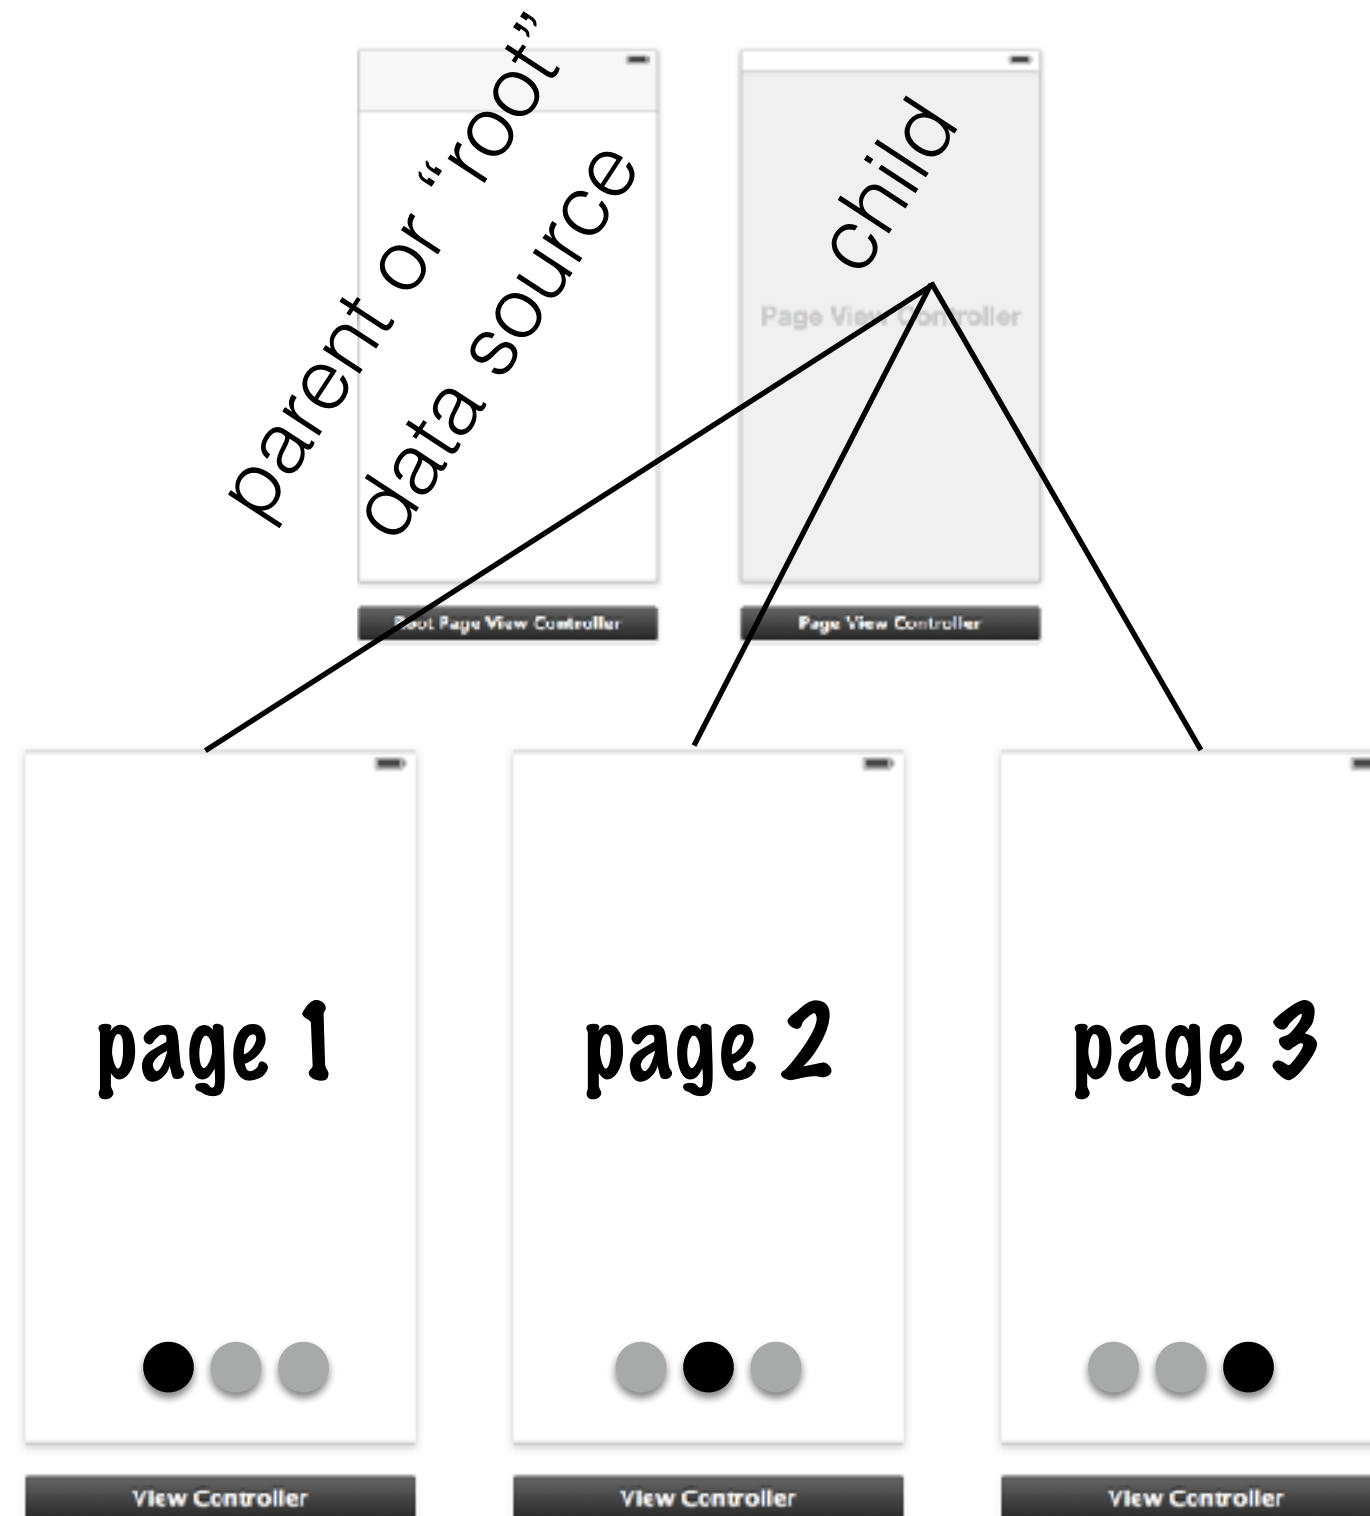 parent or “root”
data source
child
Page View Controller
Root Page View Controller
Page View Controller
page 1
page 2
page 3
View Controller
View Controller
View Controller